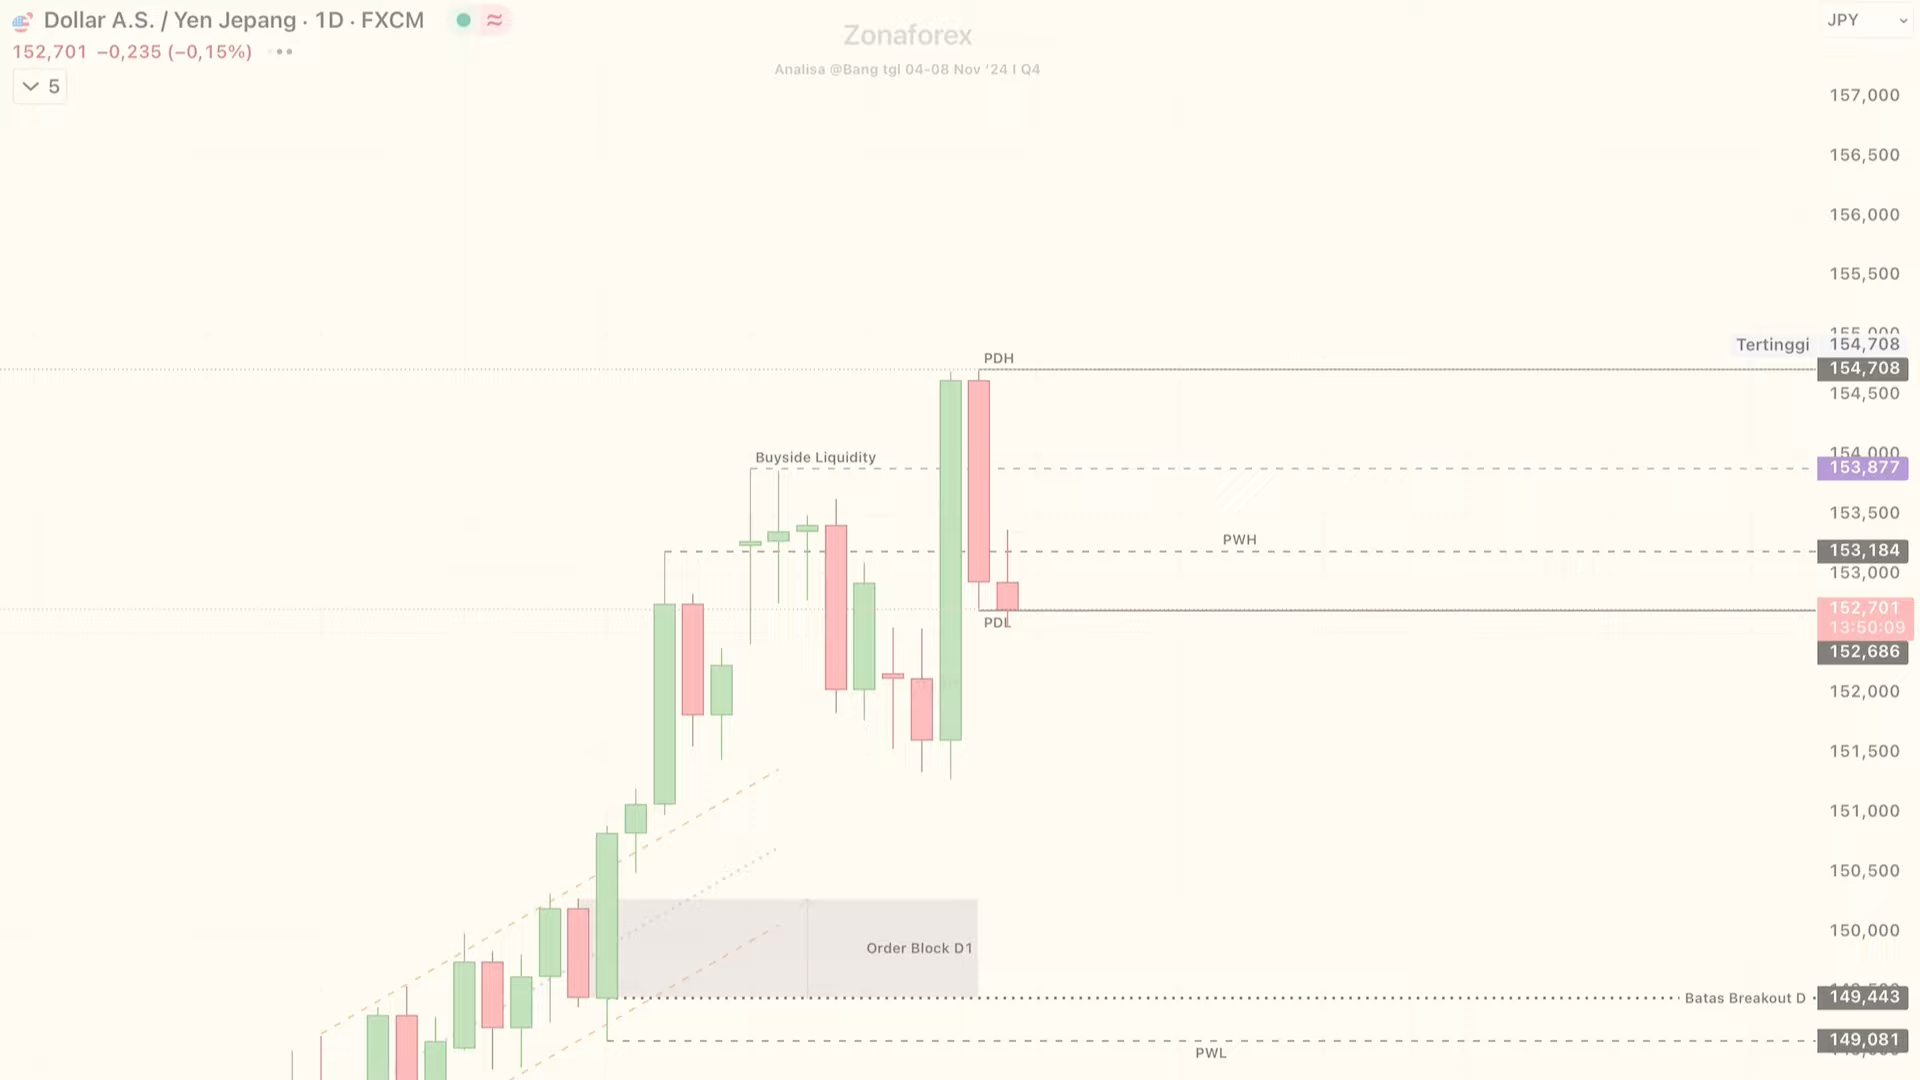 Dollar A.S. / Yen Jepang · 1D · FXCM
152,701 −0,235 (−0,15%)
5
Zonaforex
Analisa @Bang tgl 04-08 Nov '24 I Q4
JPY
157,000
156,500
156,000
155,500
155,000
Tertinggi 154,708
PDH
154,708
154,500
Buyside Liquidity
154,000
153,877
153,500
PWH
153,184
153,000
152,701
13:50:09
PDL
152,686
152,000
151,500
151,000
150,500
150,000
Order Block D1
Batas Breakout D
149,443
149,081
PWL